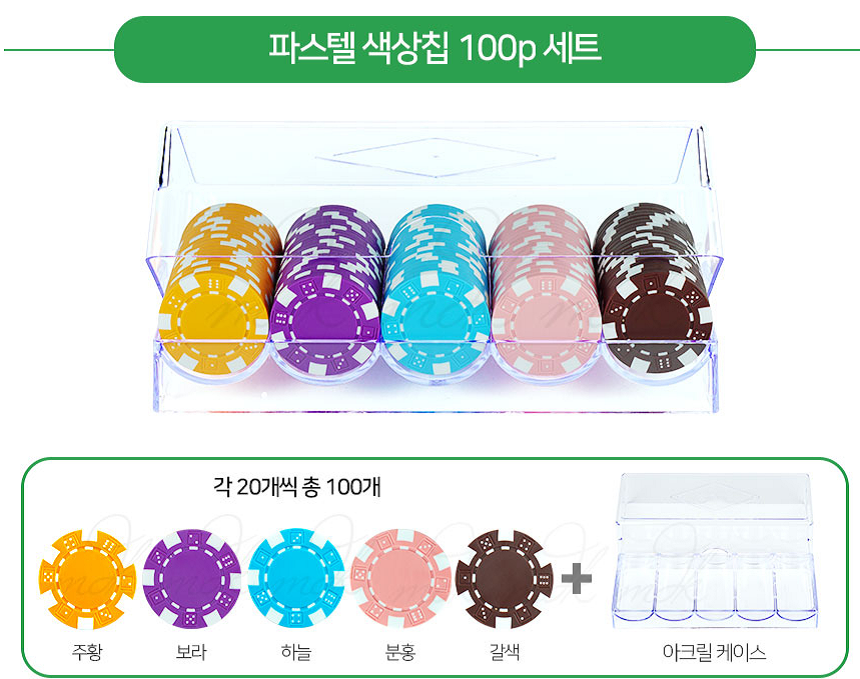 파스텔 색상칩 100p 세트
각 20개씩 총 100개
주황
보라
하늘
분홍
갈색
아크릴 케이스